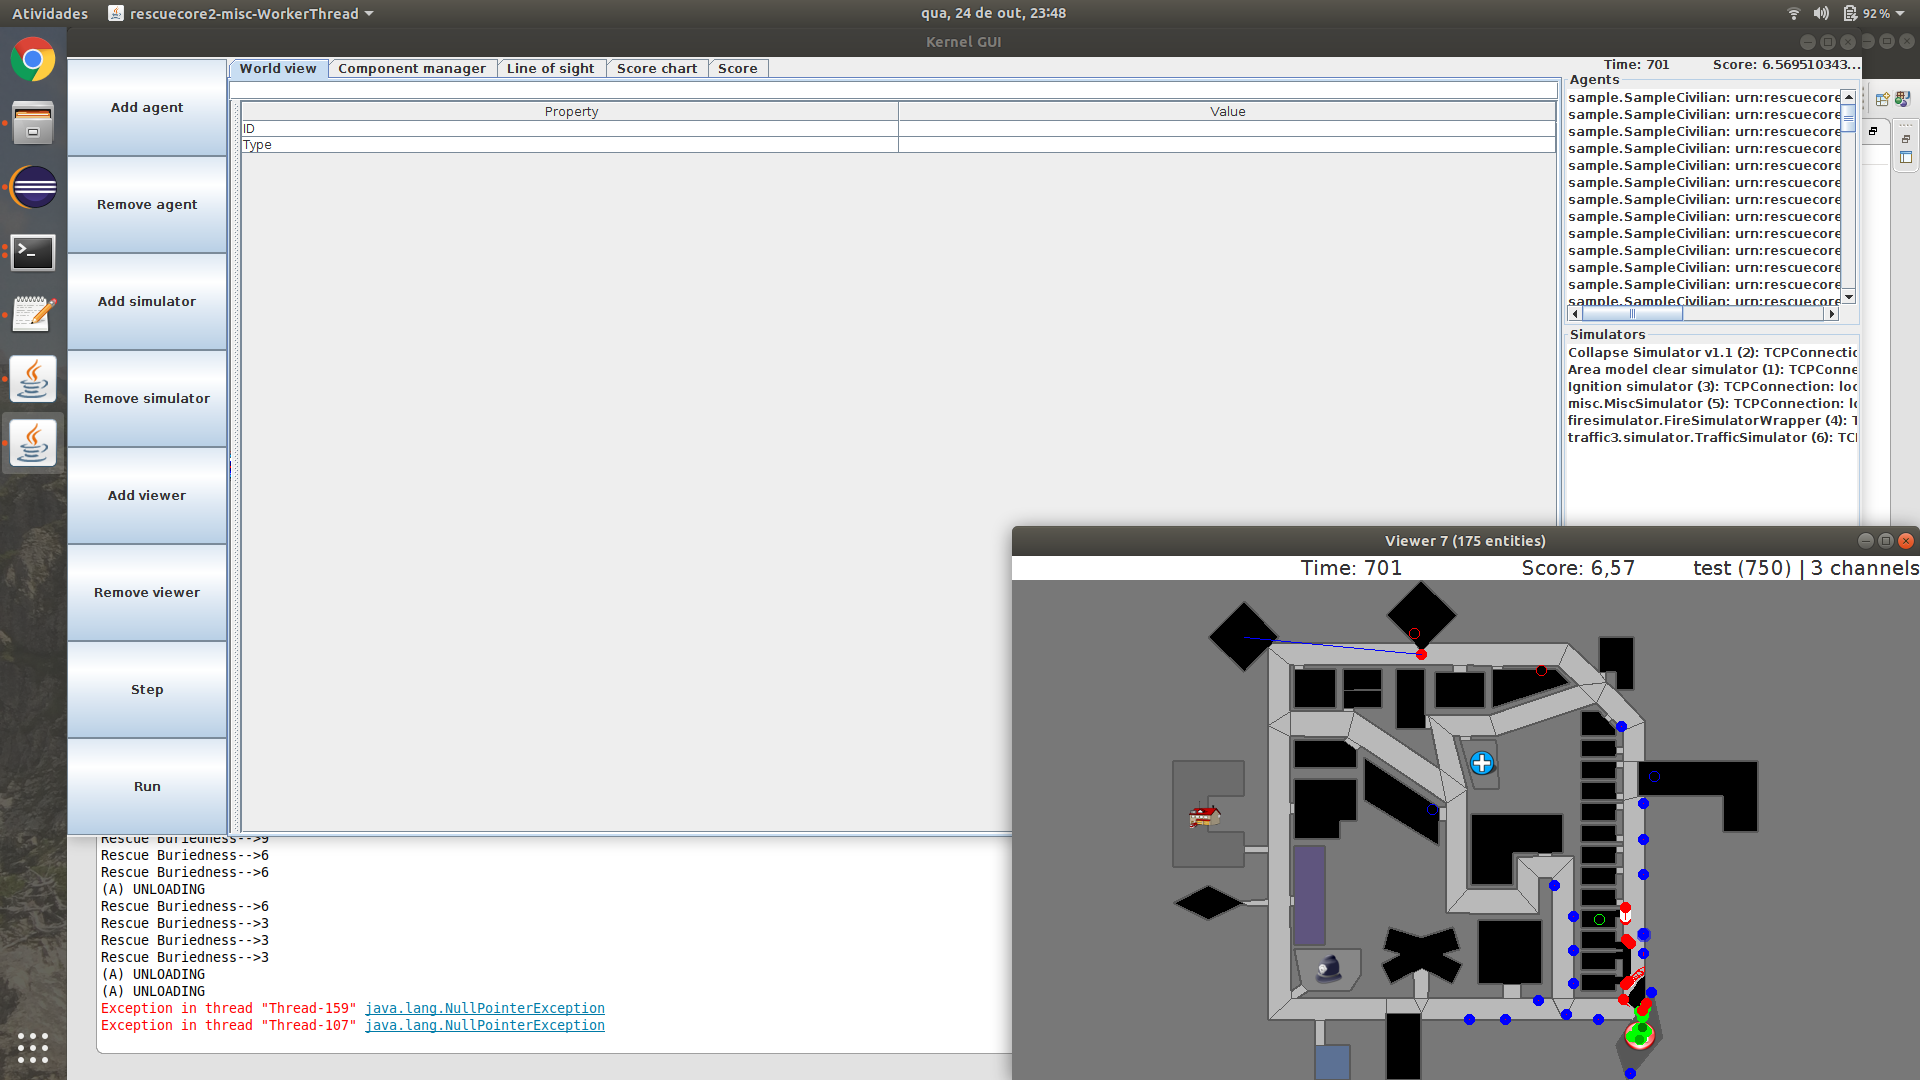 Atividades
rescuecore2-misc-WorkerThread
qua, 24 de out, 23:48
92 %
Kernel GUI
Add agent
Remove agent
Add simulator
Remove simulator
Add viewer
Remove viewer
Step
Run
World view
Component manager
Line of sight
Score chart
Score
Property
Value
ID
Type
Time: 701
Score: 6.569510343...
Agents
sample.SampleCivilian: urn:rescuecore
sample.SampleCivilian: urn:rescuecore
sample.SampleCivilian: urn:rescuecore
sample.SampleCivilian: urn:rescuecore
sample.SampleCivilian: urn:rescuecore
sample.SampleCivilian: urn:rescuecore
sample.SampleCivilian: urn:rescuecore
sample.SampleCivilian: urn:rescuecore
sample.SampleCivilian: urn:rescuecore
sample.SampleCivilian: urn:rescuecore
sample.SampleCivilian: urn:rescuecore
sample.SampleCivilian: urn:rescuecore
sample.SampleCivilian: urn:rescuecore
Simulators
Collapse Simulator v1.1 (2): TCPConnectio
Area model clear simulator (1): TCPConne
Ignition simulator (3): TCPConnection: loc
misc.MiscSimulator (5): TCPConnection: lo
firesimulator.FireSimulatorWrapper (4): T
traffic3.simulator.TrafficSimulator (6): TCI
Rescue Buriedness-->9
Rescue Buriedness-->6
Rescue Buriedness-->6
(A) UNLOADING
Rescue Buriedness-->6
Rescue Buriedness-->3
Rescue Buriedness-->3
Rescue Buriedness-->3
(A) UNLOADING
(A) UNLOADING
Exception in thread "Thread-159" java.lang.NullPointerException
Exception in thread "Thread-107" java.lang.NullPointerException
Viewer 7 (175 entities)
Time: 701
Score: 6,57
test (750) | 3 channels